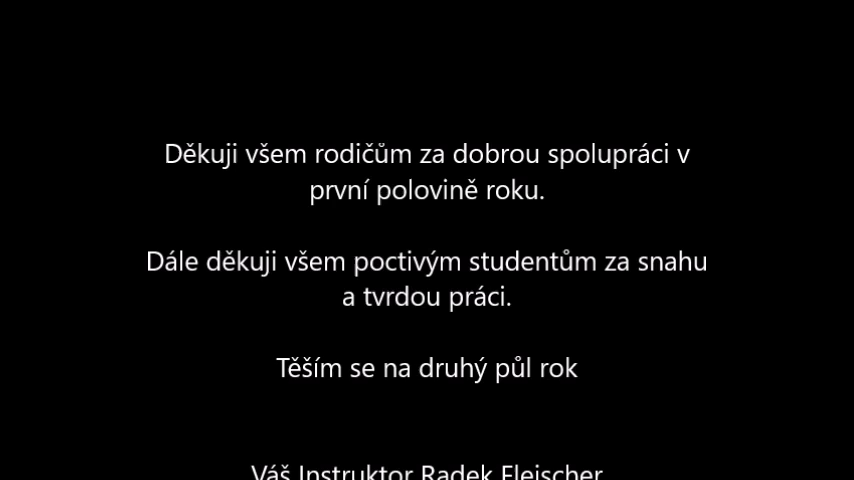 Děkuji všem rodičům za dobrou spolupráci v
první polovině roku.
Dále děkuji všem poctivým studentům za snahu
a tvrdou práci.
Těším se na druhý půl rok
Váš Instruktor Radek Fleischer